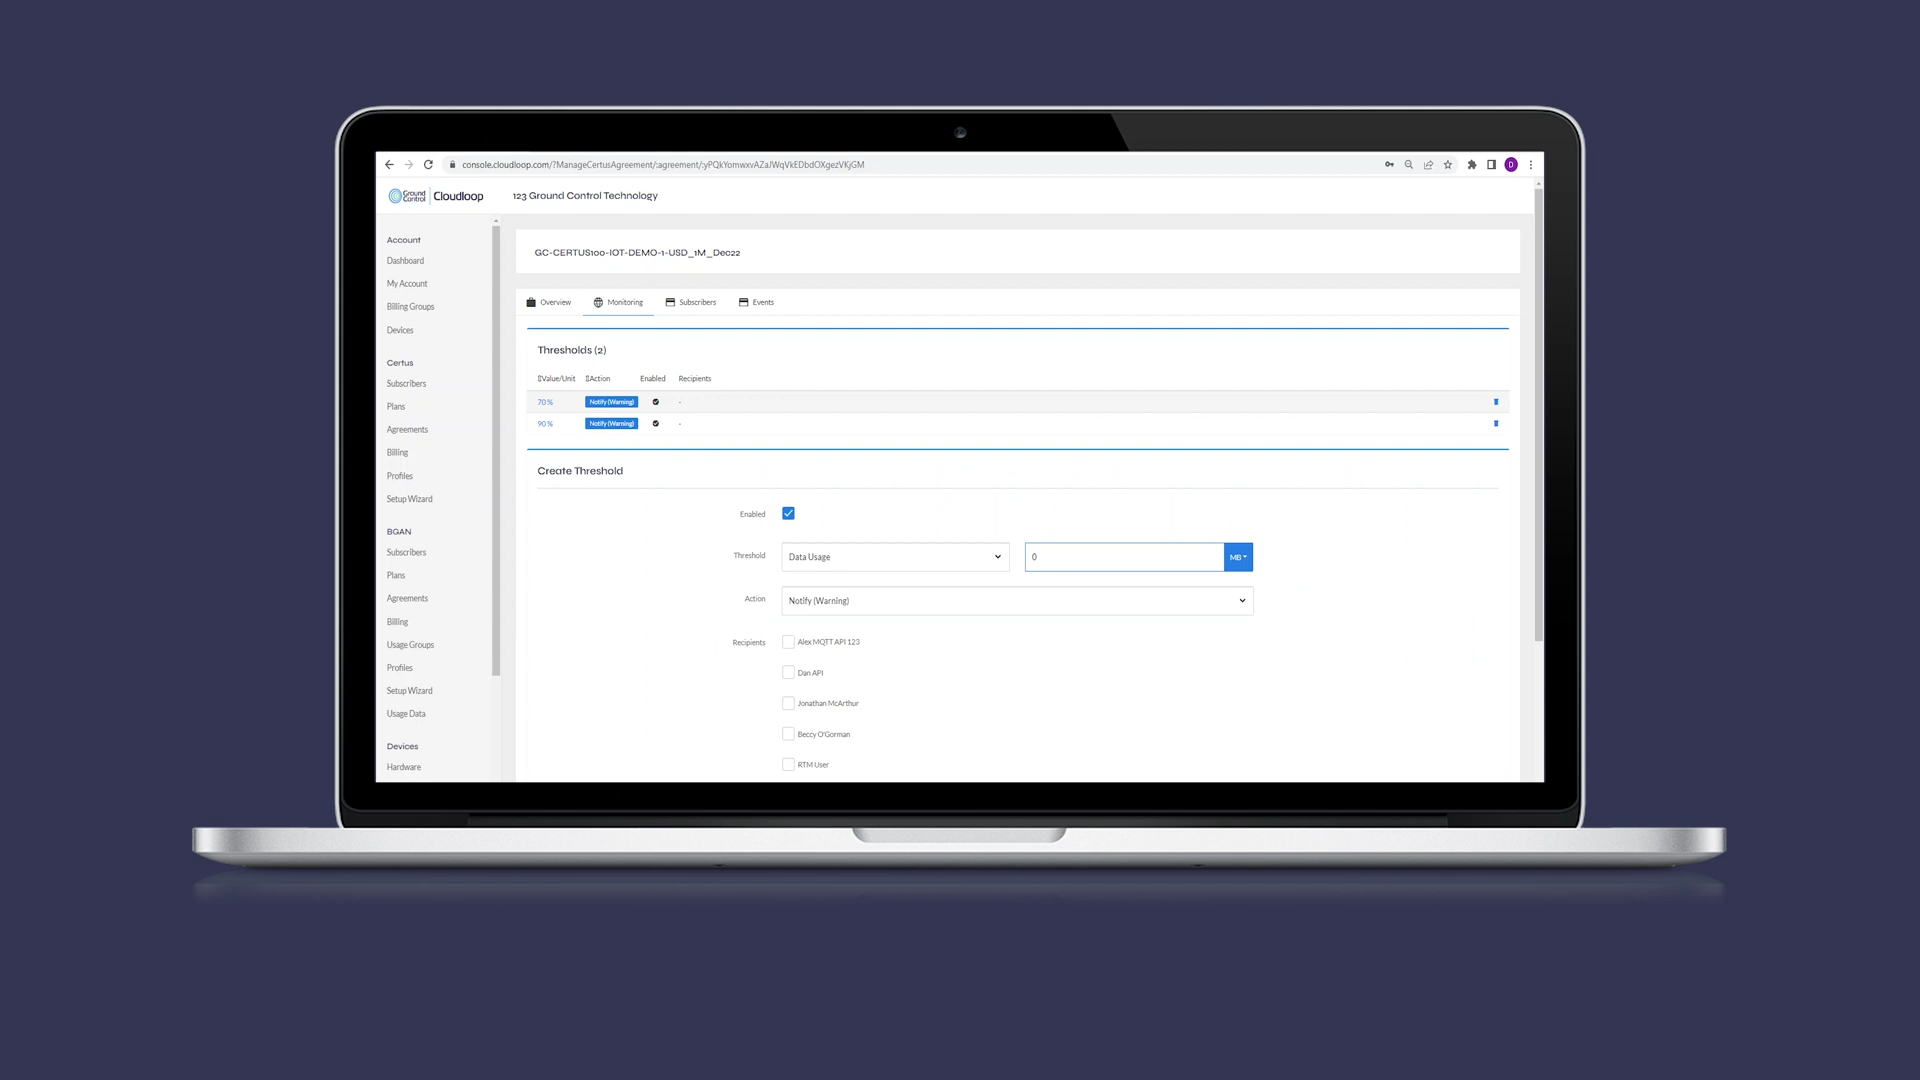 console.cloudloop.com/?ManageCertusAgreement/:agreement/:yPQkYomwxvAZaJWqVkEDbdOXgezVKjGM
D
Ground Control
Cloudloop
123 Ground Control Technology
Account
Dashboard
My Account
Billing Groups
Devices
Certus
Subscribers
Plans
Agreements
Billing
Profiles
Setup Wizard
BGAN
Subscribers
Plans
Agreements
Billing
Usage Groups
Profiles
Setup Wizard
Usage Data
Devices
Hardware
GC-CERTUS100-IOT-DEMO-1-USD_1M_Dec22
Overview Monitoring Subscribers Events
Thresholds (2)
Value/Unit Action Enabled Recipients
70 % Notify (Warning) -
90 % Notify (Warning) -
Create Threshold
Enabled
Threshold Data Usage 0 MB
Action Notify (Warning)
Recipients Alex MQTT API 123
Dan API
Jonathan McArthur
Beccy O'Gorman
RTM User